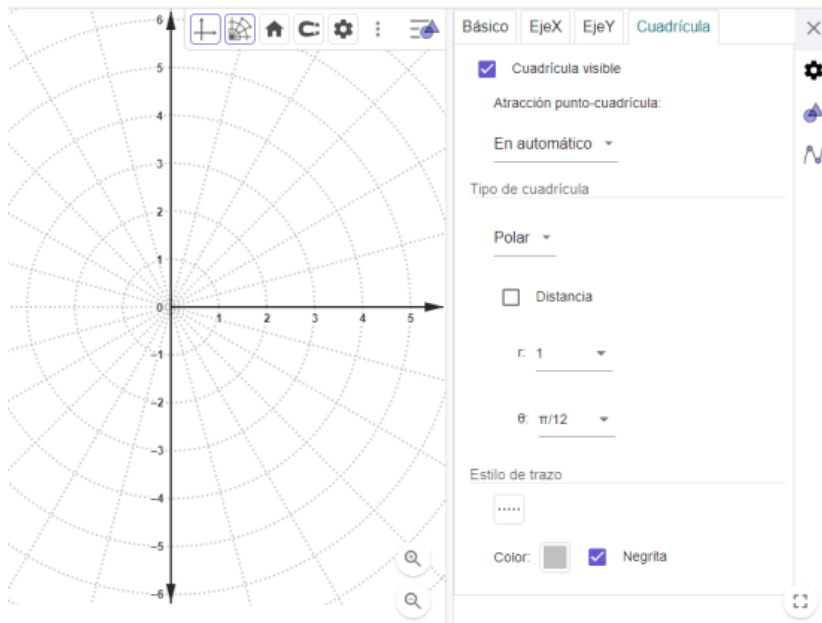 Básico EjeX EjeY Cuadrícula
Cuadrícula visible
Atracción punto-cuadrícula:
En automático
Tipo de cuadrícula
Polar
Distancia
r: 1
θ: π/12
Estilo de trazo
Color: Negrita
6
5
4
3
2
1
0
1 2 3 4 5
–1
–2
–3
–4
–5
–6